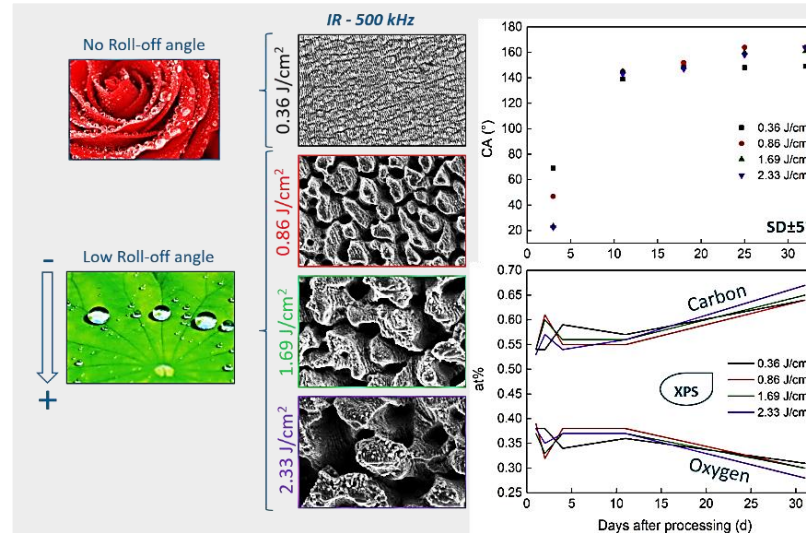 IR - 500 kHz
No Roll-off angle
0.36 J/cm²
0.86 J/cm²
1.69 J/cm²
2.33 J/cm²
Low Roll-off angle
-
+
CA (°)
180
160
140
120
100
80
60
40
20
0.36 J/cm
0.86 J/cm
1.69 J/cm
2.33 J/cm
SD±5
0 5 10 15 20 25 30
at%
0.70
0.65
0.60
0.55
0.50
0.45
0.40
0.35
0.30
0.25
Carbon
XPS
0.36 J/cm
0.86 J/cm
1.69 J/cm
2.33 J/cm
Oxygen
0 5 10 15 20 25 30
Days after processing (d)